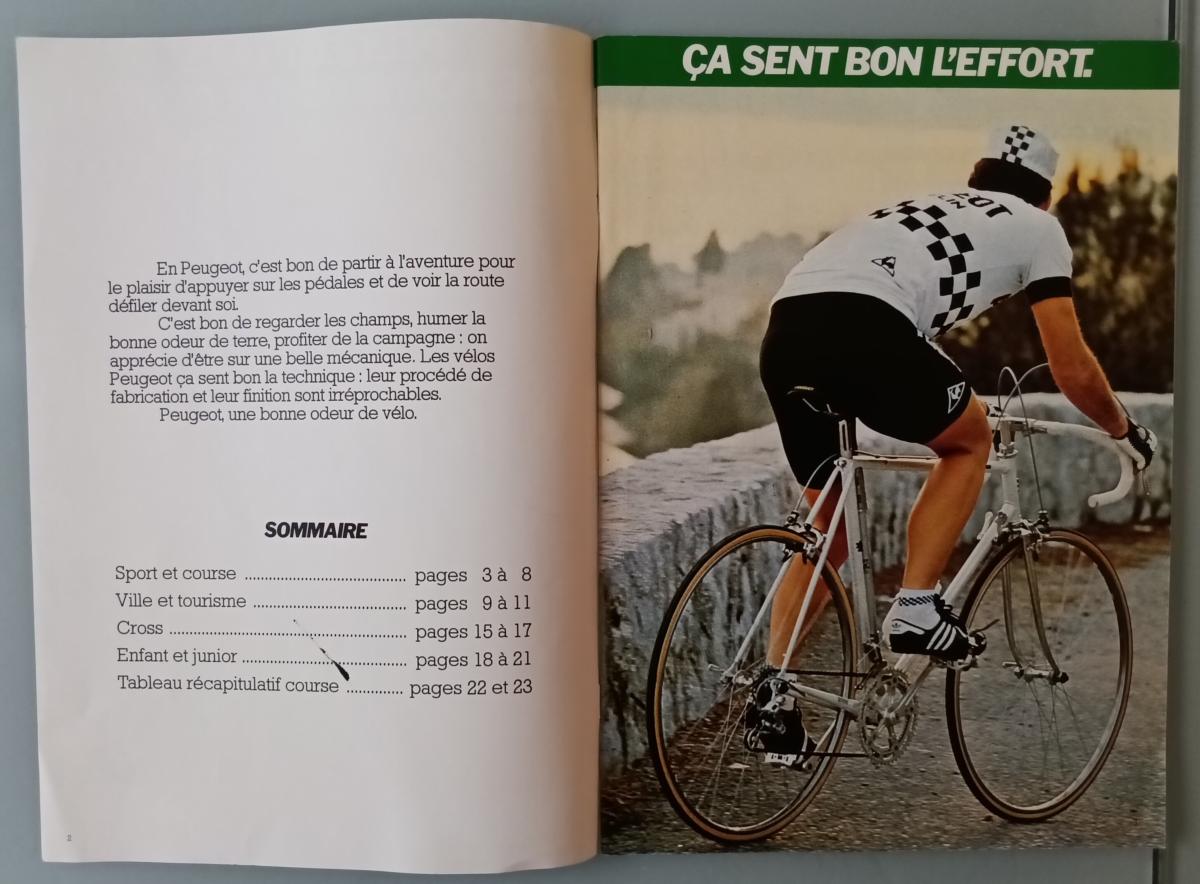 En Peugeot, c'est bon de partir à l'aventure pour
le plaisir d'appuyer sur les pédales et de voir la route
défiler devant soi.
C'est bon de regarder les champs, humer la
bonne odeur de terre, profiter de la campagne : on
apprécie d'être sur une belle mécanique. Les vélos
Peugeot ça sent bon la technique : leur procédé de
fabrication et leur finition sont irréprochables.
Peugeot, une bonne odeur de vélo.
SOMMAIRE
Sport et course ........................................ pages 3 à 8
Ville et tourisme ...................................... pages 9 à 11
Cross ........................................................... pages 15 à 17
Enfant et junior ......................................... pages 18 à 21
Tableau récapitulatif course .............. pages 22 et 23
2
ÇA SENT BON L'EFFORT.